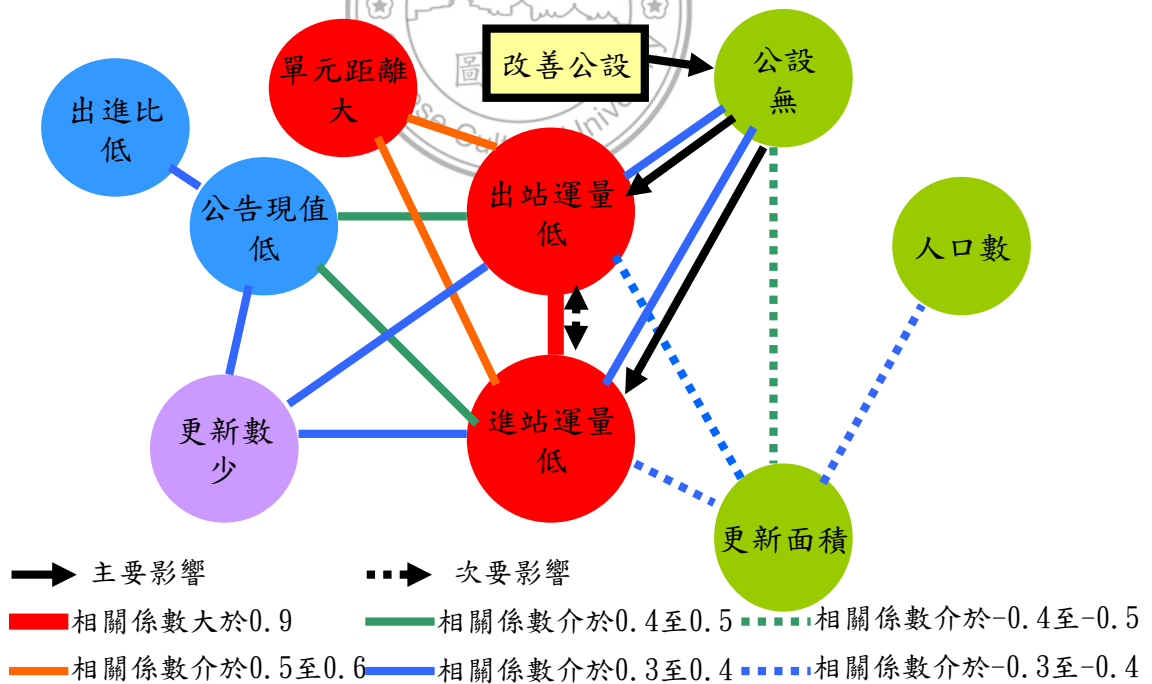 圖
se Cul
Univ
改善公設
公設
無
單元距離
大
出進比
低
出站運量
低
公告現值
低
人口數
進站運量
低
更新數
少
更新面積
主要影響
次要影響
相關係數大於0.9
相關係數介於0.4至0.5
相關係數介於-0.4至-0.5
相關係數介於0.5至0.6
相關係數介於0.3至0.4
相關係數介於-0.3至-0.4